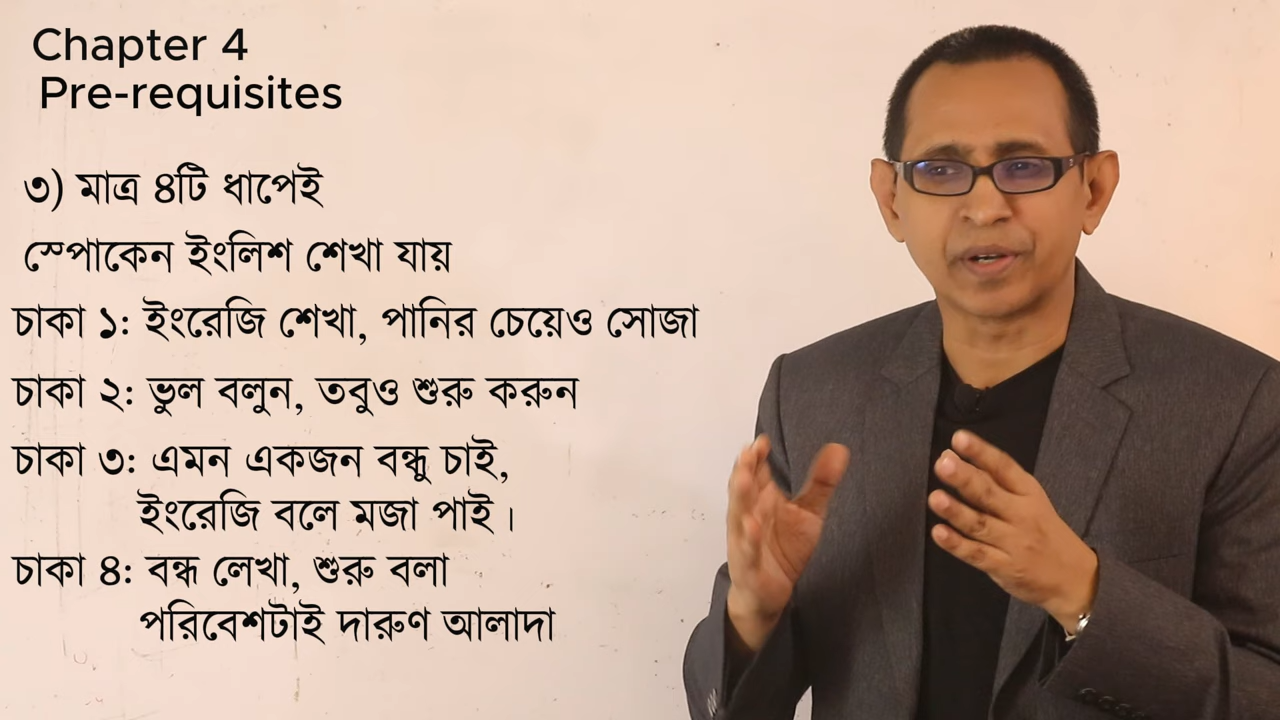 Chapter 4
Pre-requisites
৩) মাত্র ৪টি ধাপেই
স্পোকেন ইংলিশ শেখা যায়
চাকা ১: ইংরেজি শেখা, পানির চেয়েও সোজা
চাকা ২: ভুল বলুন, তবুও শুরু করুন
চাকা ৩: এমন একজন বন্ধু চাই,
ইংরেজি বলে মজা পাই।
চাকা ৪: বন্ধ লেখা, শুরু বলা
পরিবেশটাই দারুণ আলাদা